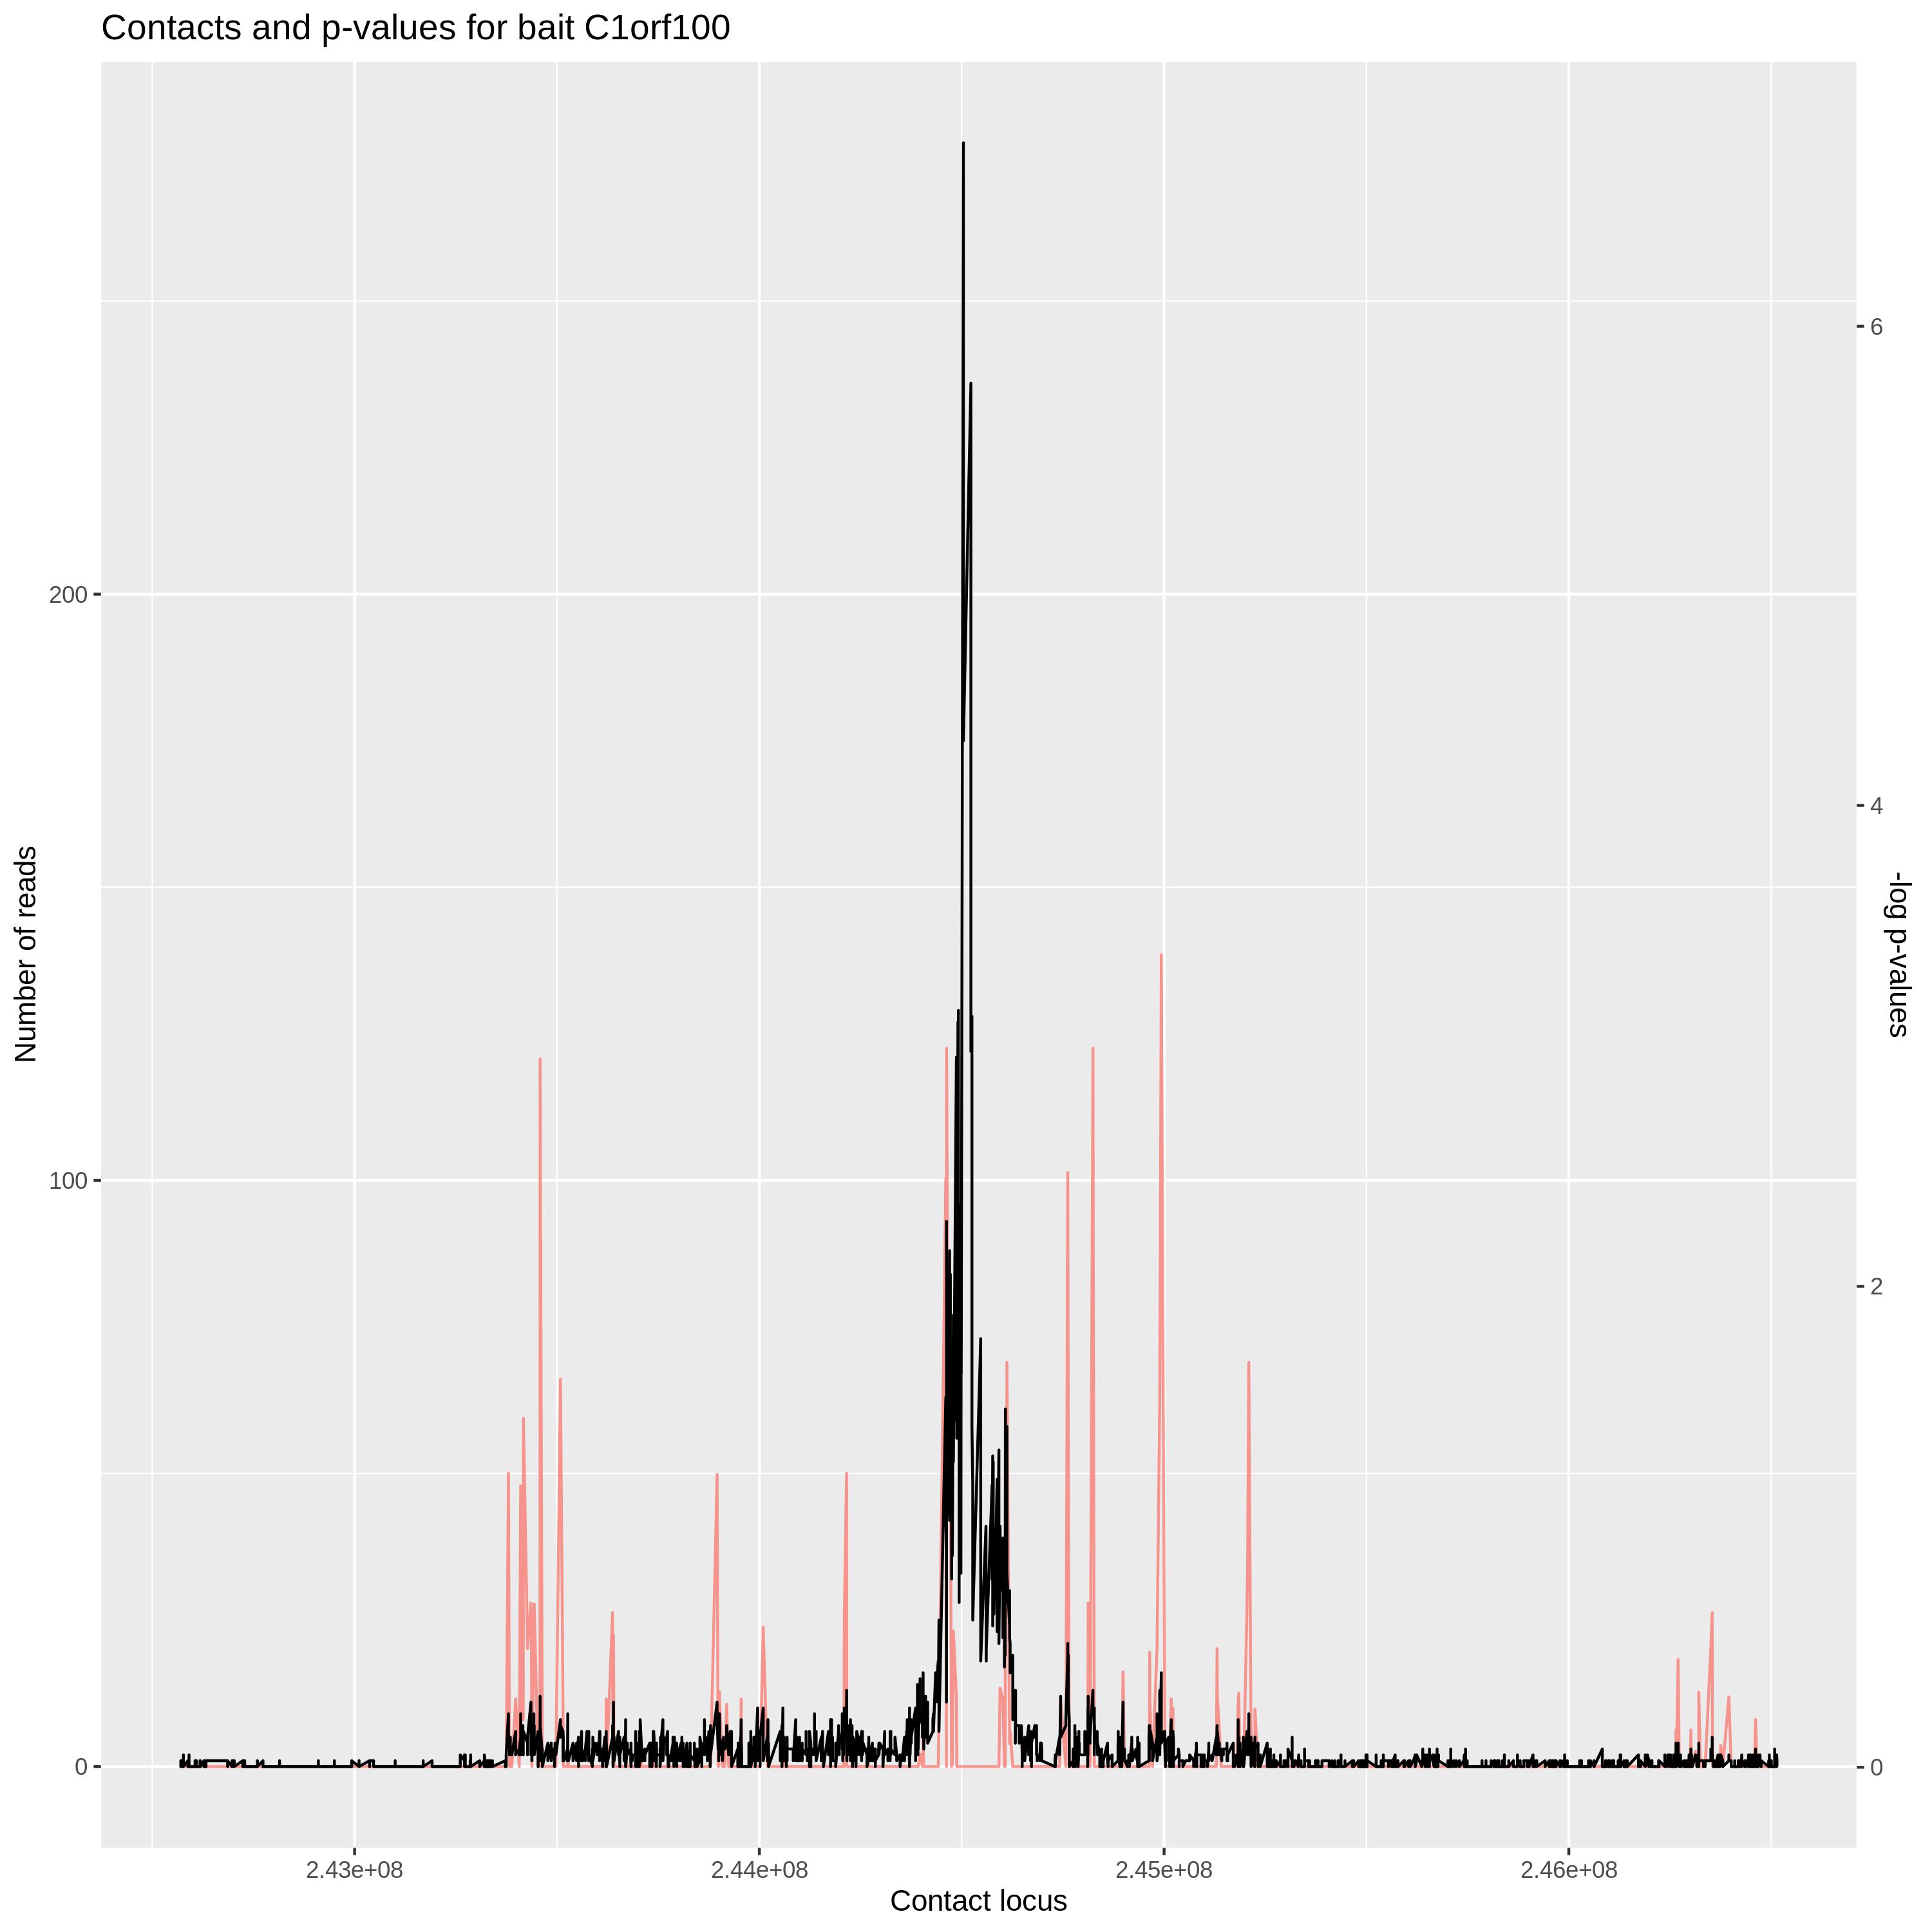 Contacts and p-values for bait C1orf100
Number of reads
200
100
0
6
4
2
0
-log p-values
2.43e+08
2.44e+08
2.45e+08
2.46e+08
Contact locus